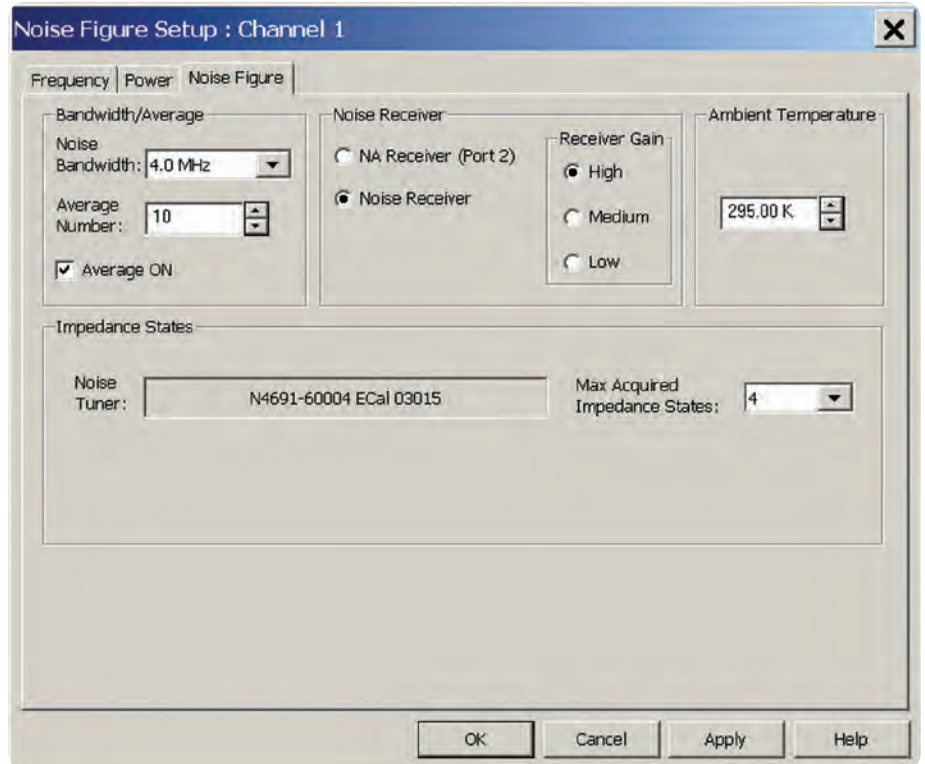 Noise Figure Setup : Channel 1
Frequency
Power
Noise Figure
Bandwidth/Average
Noise
Bandwidth:
4.0 MHz
Average
Number:
10
Average ON
Noise Receiver
NA Receiver (Port 2)
Noise Receiver
Receiver Gain
High
Medium
Low
Ambient Temperature
295.00 K
Impedance States
Noise
Tuner:
N4691-60004 ECal 03015
Max Acquired
Impedance States:
4
OK
Cancel
Apply
Help